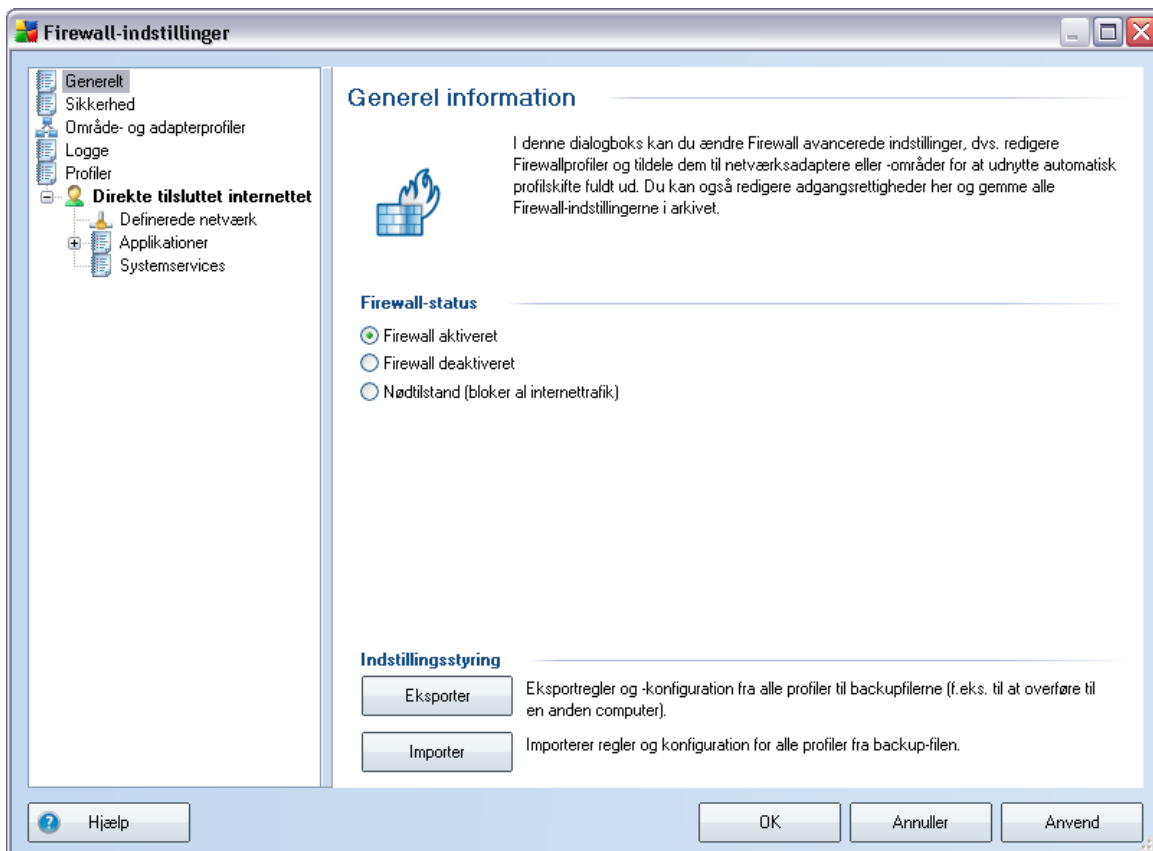 Firewall-indstillinger
Generelt
Sikkerhed
Område- og adapterprofiler
Logge
Profiler
Direkte tilsluttet internettet
Definerede netværk
Applikationer
Systemservices
Generel information
I denne dialogboks kan du ændre Firewall avancerede indstillinger, dvs. redigere
Firewallprofiler og tildele dem til netværksadaptere eller -områder for at udnytte automatisk
profilskifte fuldt ud. Du kan også redigere adgangsrettigheder her og gemme alle
Firewall-indstillingerne i arkivet.
Firewall-status
Firewall aktiveret
Firewall deaktiveret
Nødtilstand (bloker al internettrafik)
Indstillingsstyring
Eksporter
Eksportregler og -konfiguration fra alle profiler til backupfilerne (f.eks. til at overføre til
en anden computer).
Importer
Importerer regler og konfiguration for alle profiler fra backup-filen.
Hjælp
OK
Annuller
Anvend